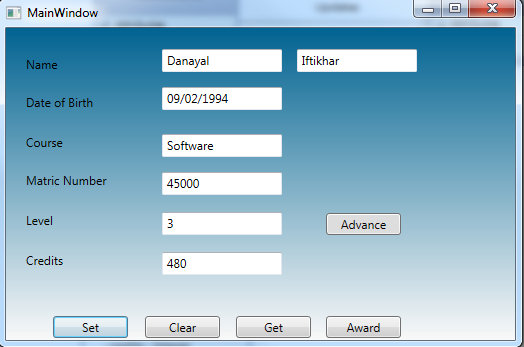 MainWindow
Name Danayal Iftikhar
Date of Birth 09/02/1994
Course Software
Matric Number 45000
Level 3 Advance
Credits 480
Set Clear Get Award